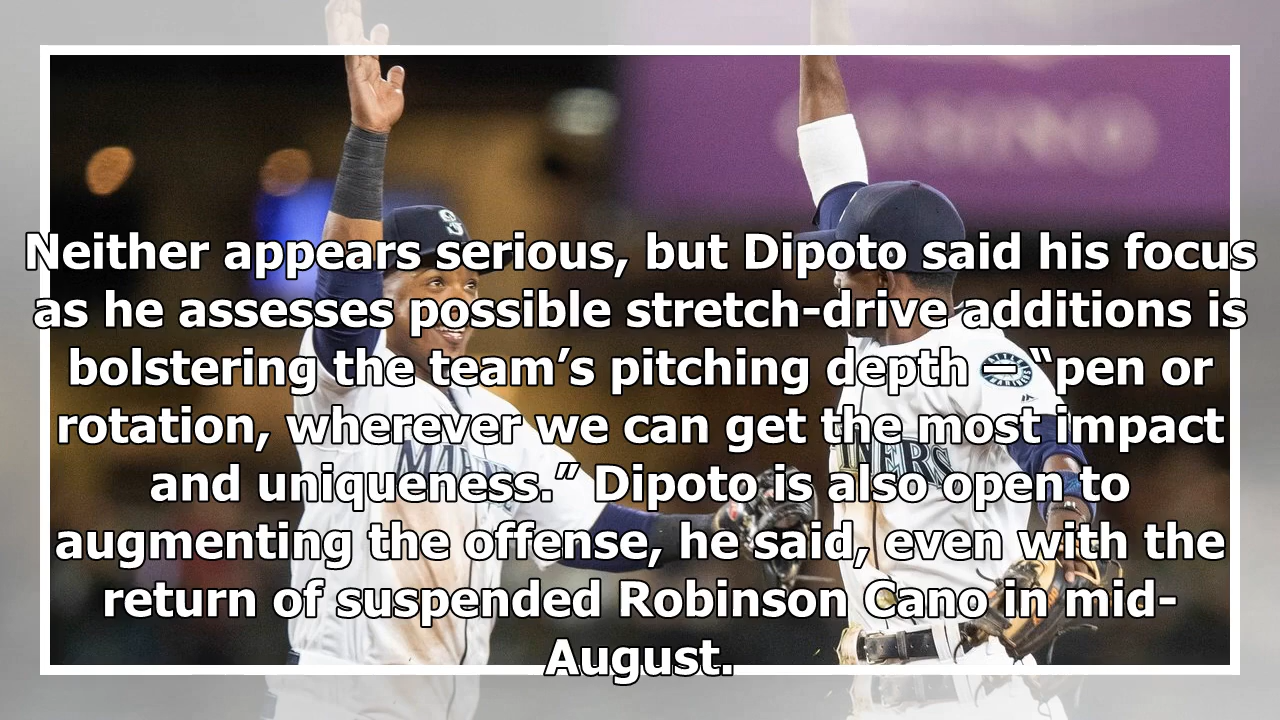 Neither appears serious, but Dipoto said his focus
as he assesses possible stretch-drive additions is
bolstering the team’s pitching depth – “pen or
rotation, wherever we can get the most impact
and uniqueness.” Dipoto is also open to
augmenting the offense, he said, even with the
return of suspended Robinson Cano in mid-
August.